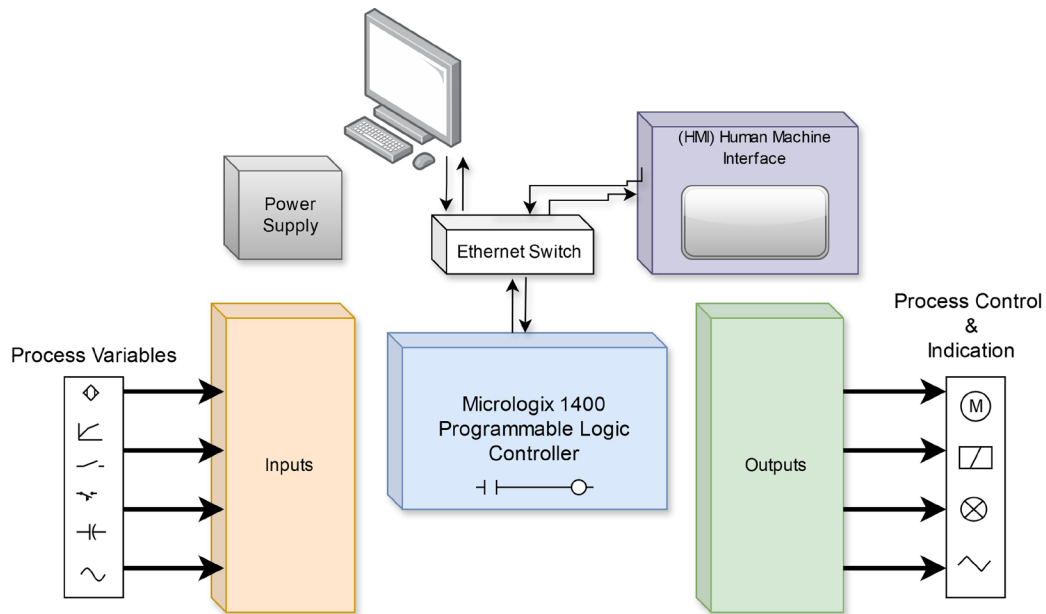 (HMI) Human Machine
Interface
Power
Supply
Ethernet Switch
Process Control
&
Indication
Process Variables
Micrologix 1400
Programmable Logic
Controller
Inputs
Outputs
M